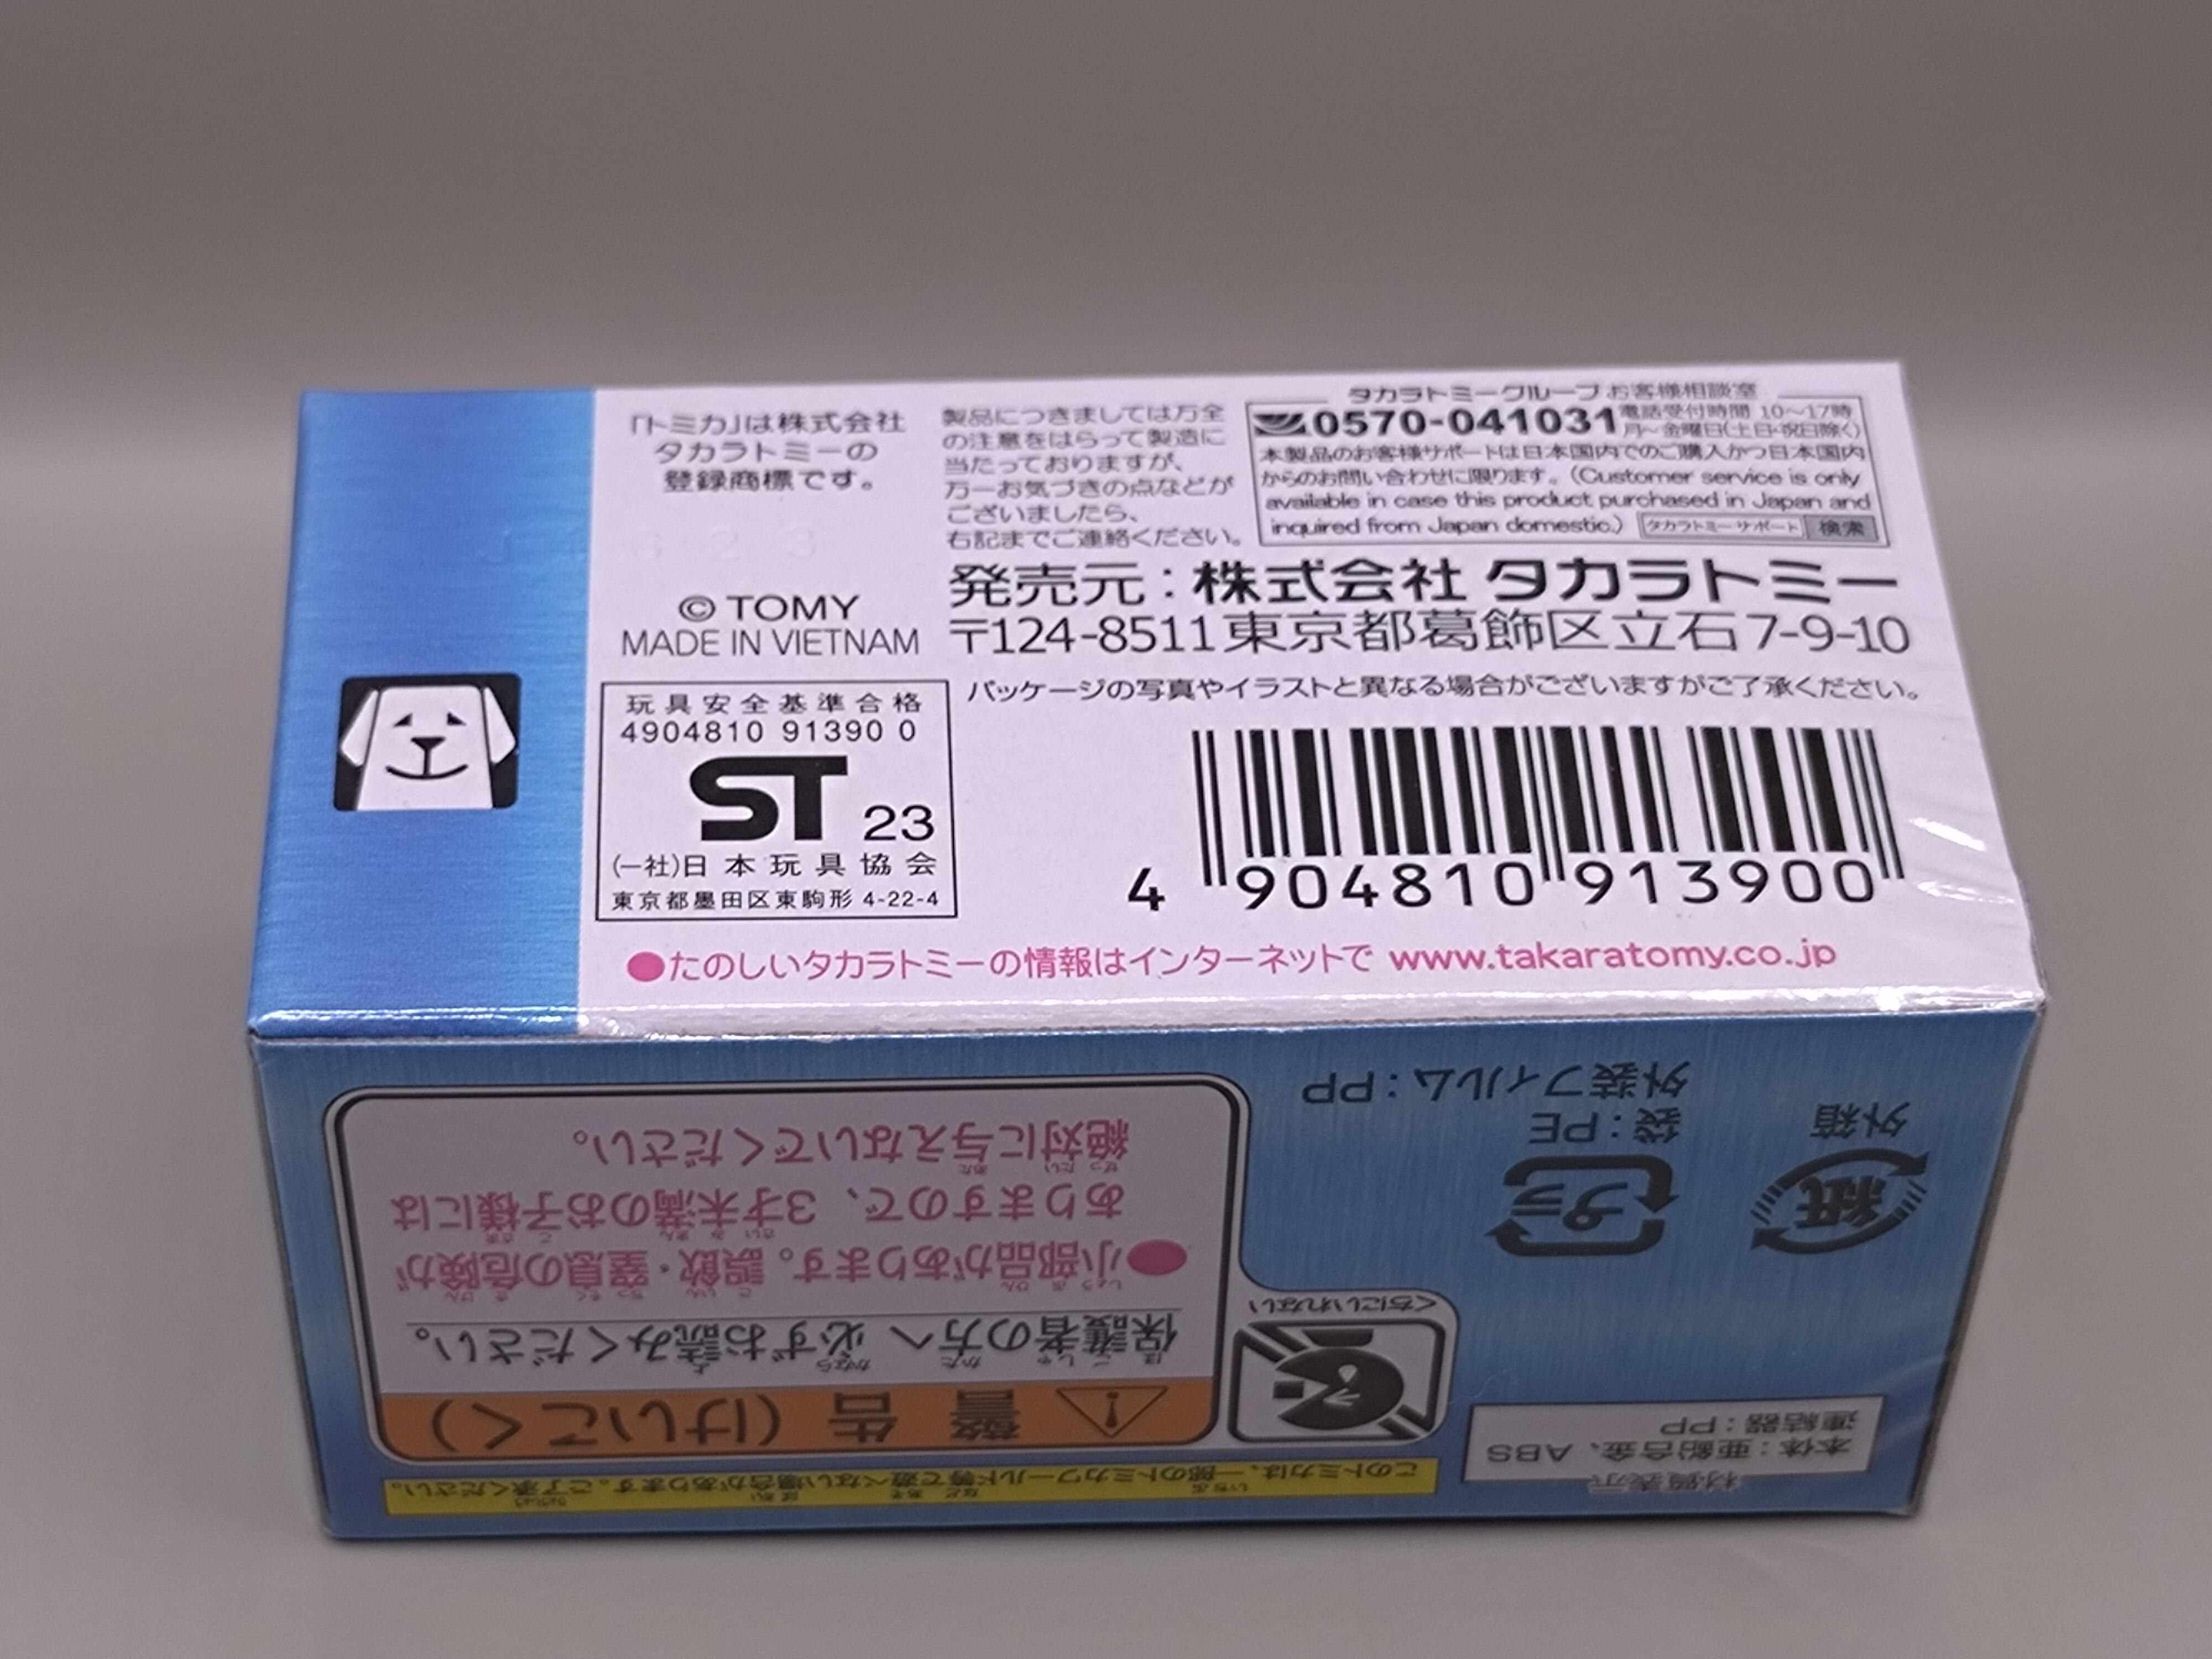 「トミカ」は株式会社
タカラトミーの
登録商標です。
© TOMY
MADE IN VIETNAM
製品につきましては万全
の注意をはらって製造に
当たっておりますが、
万一お気づきの点などが
ございましたら、
右記までご連絡ください。
タカラトミーグループお客様相談室
0570-041031 電話受付時間 10〜17時
月〜金曜日(土日・祝日除く)
本製品のお客様サポートは日本国内でのご購入かつ日本国内
からのお問い合わせに限ります。(Customer service is only
available in case this product purchased in Japan and
inquired from Japan domestic.) タカラトミーサポート 検索
発売元：株式会社 タカラトミー
〒124-8511東京都葛飾区立石7-9-10
パッケージの写真やイラストと異なる場合がございますがご了承ください。
玩具安全基準合格
4904810 91390 0
ST 23
(一社)日本玩具協会
東京都墨田区東駒形 4-22-4
4 904810 913900
●たのしいタカラトミーの情報はインターネットで www.takaratomy.co.jp
このトミカは、一部のトミカワールド等で遊べない場合があります。ご了承ください。
警告(けいこく)
保護者の方へ 必ずお読みください。
●小部品があります。誤飲・窒息の危険が
ありますので、3才未満のお子様には
絶対に与えないでください。
くちにいれない
材質表示
本体：亜鉛合金、ABS
連結器：PP
紙
外箱
プラ
袋：PE
外装フィルム：PP